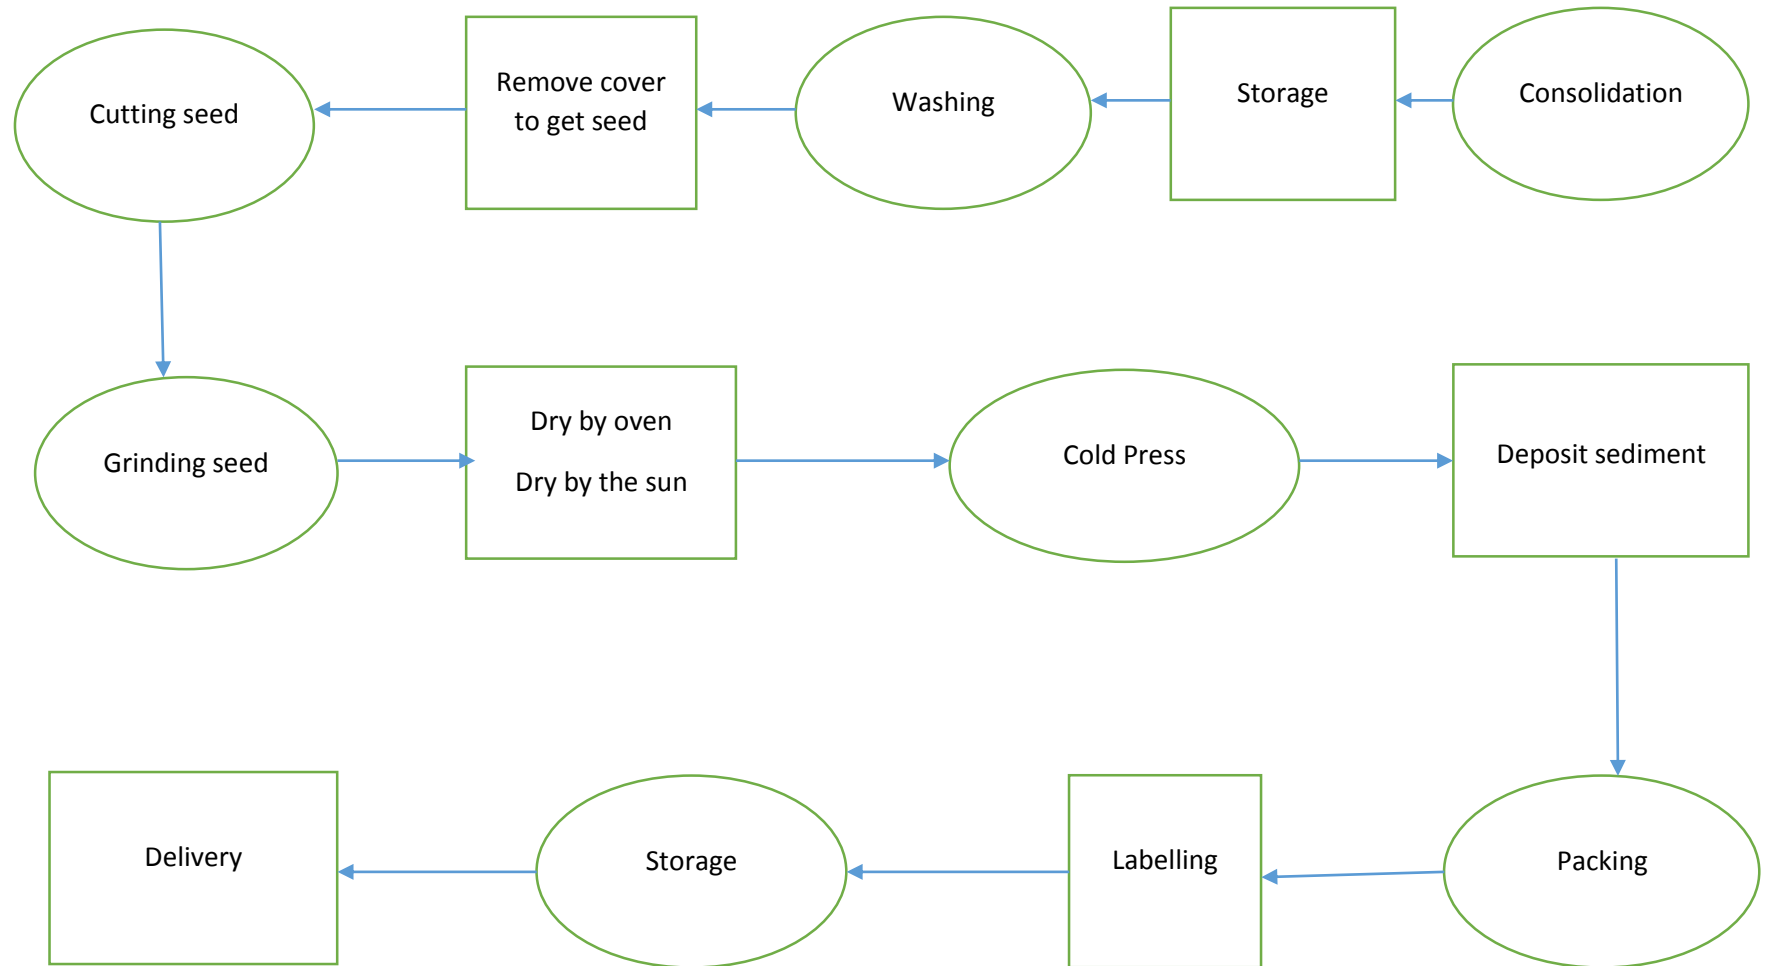 Consolidation
Storage
Washing
Remove cover
to get seed
Cutting seed
Grinding seed
Dry by oven
Dry by the sun
Cold Press
Deposit sediment
Packing
Labelling
Storage
Delivery